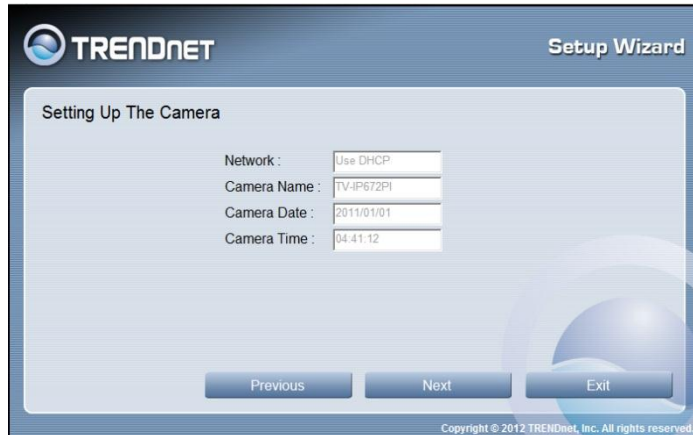 TRENDnet
Setup Wizard
Setting Up The Camera
Network : Use DHCP
Camera Name : TV-IP672PI
Camera Date : 2011/01/01
Camera Time : 04:41:12
Previous Next Exit
Copyright © 2012 TRENDnet, Inc. All rights reserved.